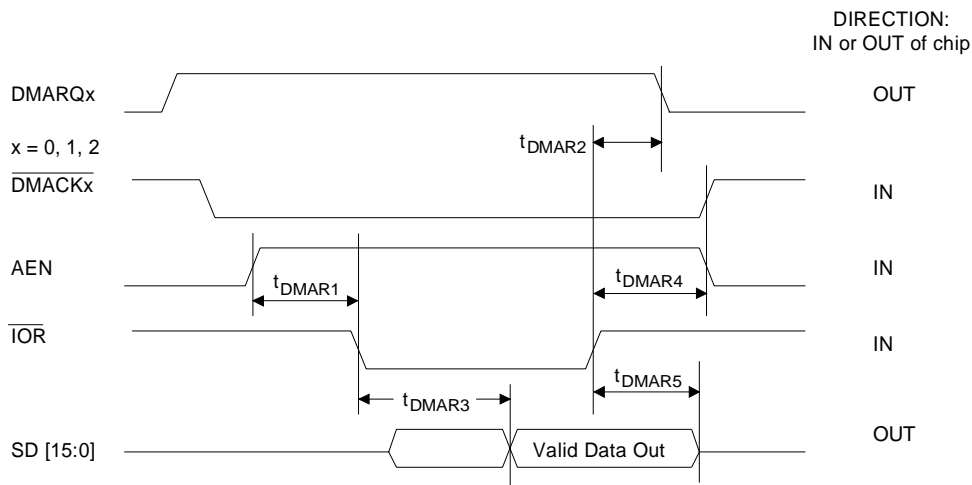 DIRECTION:
IN or OUT of chip
DMARQx
OUT
x = 0, 1, 2
tDMAR2
DMACKx
IN
AEN
tDMAR1
tDMAR4
IN
IOR
IN
tDMAR5
tDMAR3
OUT
SD [15:0]
Valid Data Out